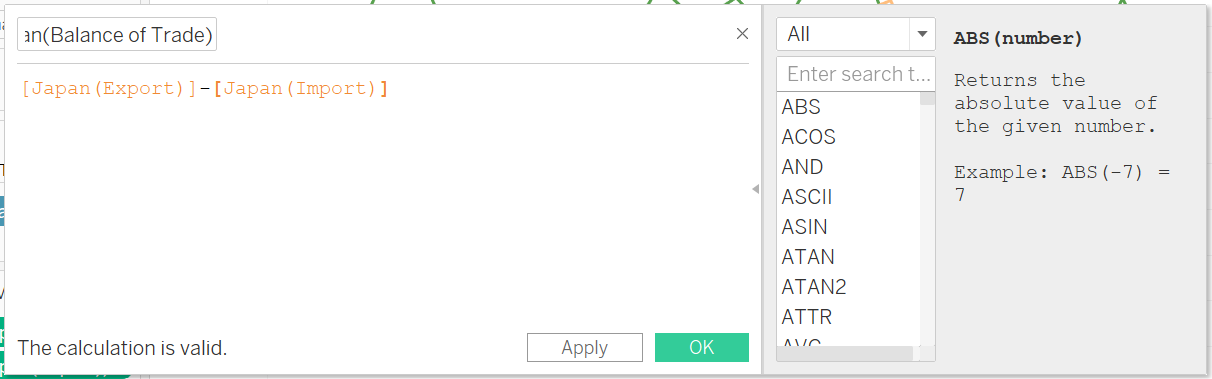 an(Balance of Trade)
[Japan(Export)]-[Japan(Import)]
The calculation is valid.
Apply
OK
All
Enter search t...
ABS
ACOS
AND
ASCII
ASIN
ATAN
ATAN2
ATTR
AVG
ABS(number)
Returns the
absolute value of
the given number.
Example: ABS(-7) =
7